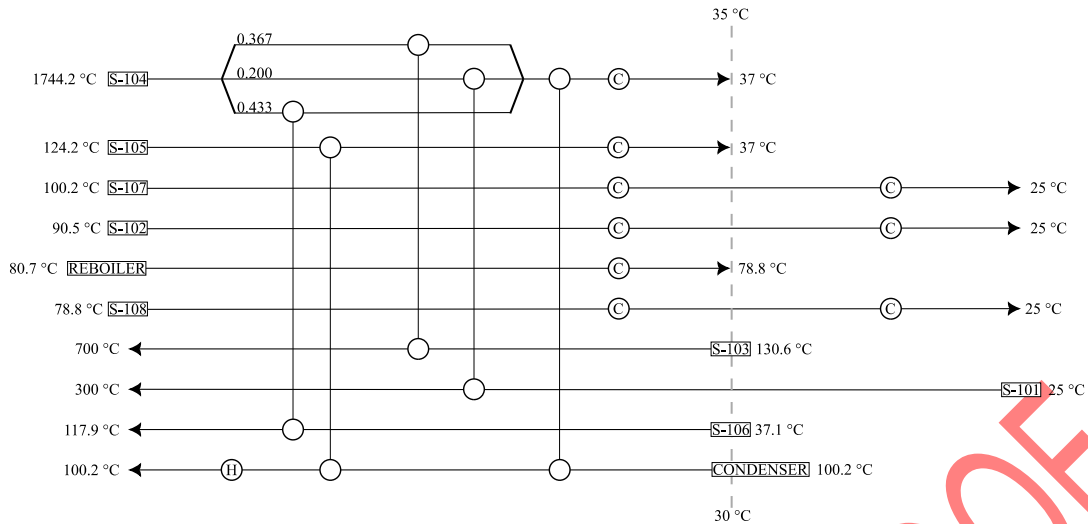 35 °C
0.367
1744.2 °C S-104 0.200 C 37 °C
0.433
124.2 °C S-105 C 37 °C
100.2 °C S-107 C C 25 °C
90.5 °C S-102 C C 25 °C
80.7 °C REBOILER C 78.8 °C
78.8 °C S-108 C C 25 °C
700 °C S-103 130.6 °C
300 °C S-101 25 °C
117.9 °C S-106 37.1 °C
100.2 °C H CONDENSER 100.2 °C
30 °C